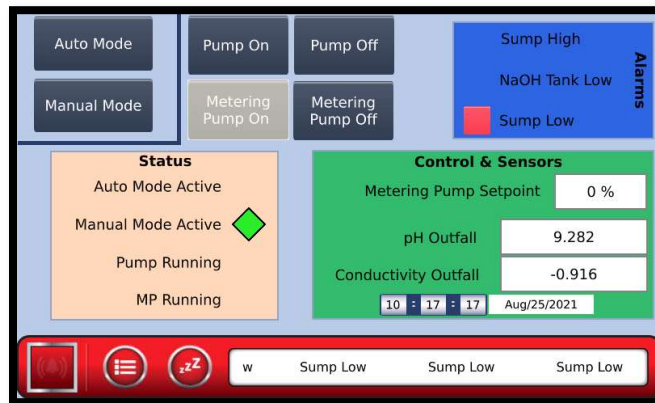 Auto Mode
Manual Mode
Pump On
Pump Off
Metering
Pump On
Metering
Pump Off
Sump High
NaOH Tank Low
Sump Low
Alarms
Status
Auto Mode Active
Manual Mode Active
Pump Running
MP Running
Control & Sensors
Metering Pump Setpoint 0 %
pH Outfall 9.282
Conductivity Outfall -0.916
10 : 17 : 17 Aug/25/2021
zzZ
w Sump Low Sump Low Sump Low